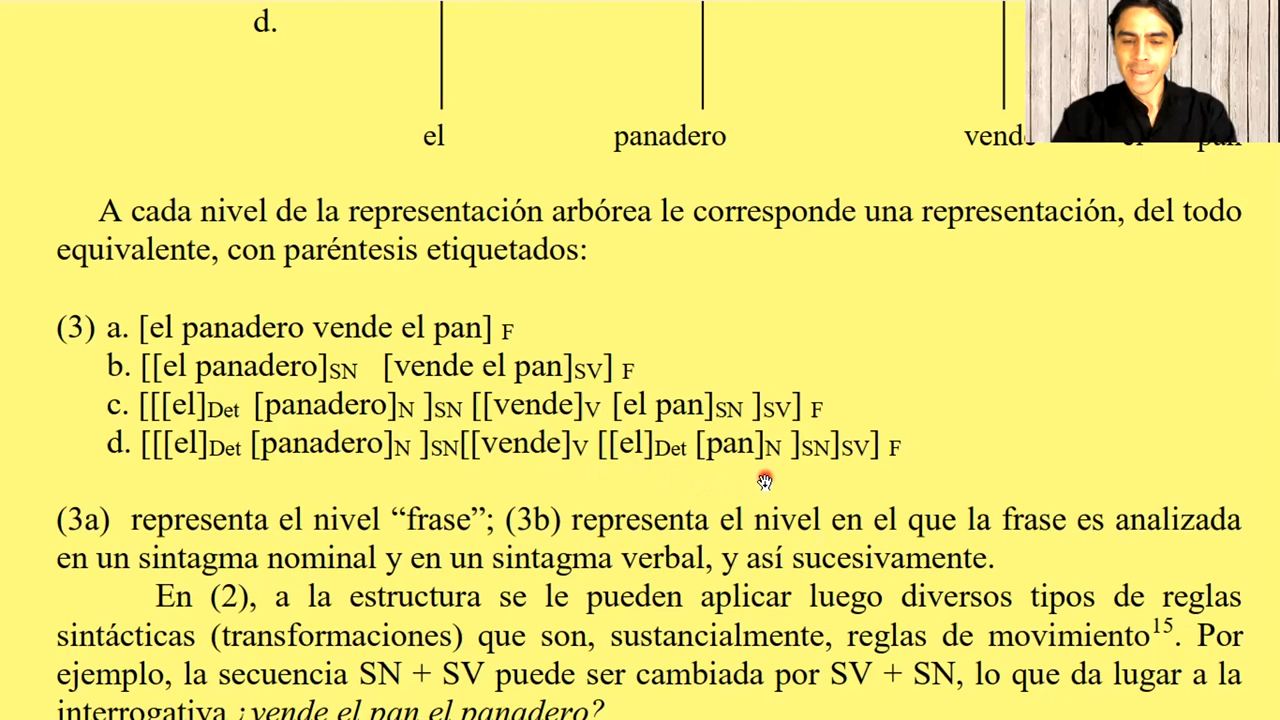 d.
el panadero
A cada nivel de la representación arbórea le corresponde una representación, del todo
equivalente, con paréntesis etiquetados:
(3) a. [el panadero vende el pan] F
b. [[el panadero]SN [vende el pan]SV] F
c. [[[el]Det [panadero]N ]SN [[vende]V [el pan]SN ]SV] F
d. [[[el]Det [panadero]N ]SN[[vende]V [[el]Det [pan]N ]SN]SV] F
(3a) representa el nivel “frase”; (3b) representa el nivel en el que la frase es analizada
en un sintagma nominal y en un sintagma verbal, y así sucesivamente.
En (2), a la estructura se le pueden aplicar luego diversos tipos de reglas
sintácticas (transformaciones) que son, sustancialmente, reglas de movimiento15. Por
ejemplo, la secuencia SN + SV puede ser cambiada por SV + SN, lo que da lugar a la
interrogativa ¿vende el pan el panadero?